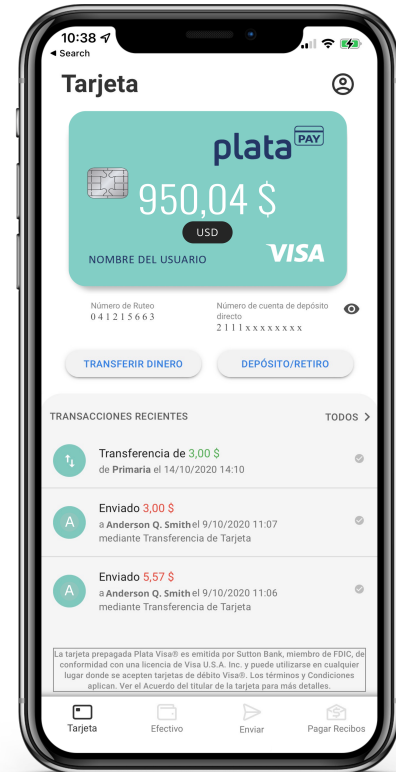 10:38
◄ Search
Tarjeta
plata PAY
950,04 $
USD
NOMBRE DEL USUARIO
VISA
Número de Ruteo
041215663
Número de cuenta de depósito
directo
2111xxxxxxxx
TRANSFERIR DINERO
DEPÓSITO/RETIRO
TRANSACCIONES RECIENTES
TODOS >
Transferencia de 3,00 $
de Primaria el 14/10/2020 14:10
A
Enviado 3,00 $
a Anderson Q. Smith el 9/10/2020 11:07
mediante Transferencia de Tarjeta
A
Enviado 5,57 $
a Anderson Q. Smith el 9/10/2020 11:06
mediante Transferencia de Tarjeta
La tarjeta prepagada Plata Visa® es emitida por Sutton Bank, miembro de FDIC, de
conformidad con una licencia de Visa U.S.A. Inc. y puede utilizarse en cualquier
lugar donde se acepten tarjetas de débito Visa®. Los términos y Condiciones
aplican. Ver el Acuerdo del titular de la tarjeta para más detalles.
Tarjeta
Efectivo
Enviar
Pagar Recibos